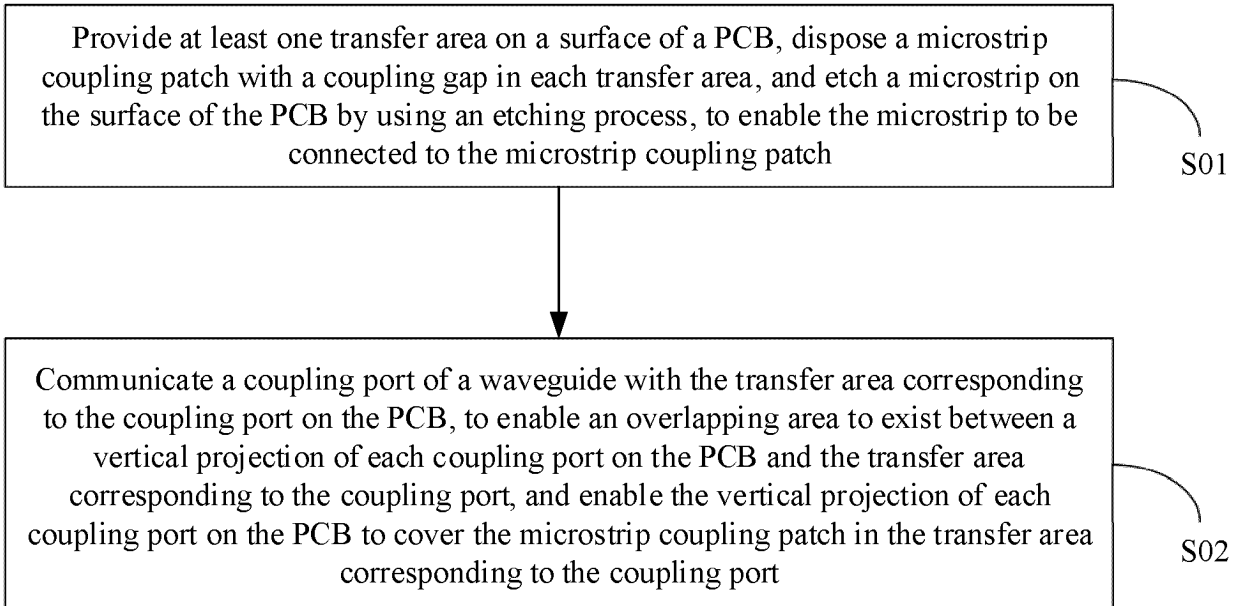 Provide at least one transfer area on a surface of a PCB, dispose a microstrip
coupling patch with a coupling gap in each transfer area, and etch a microstrip on
the surface of the PCB by using an etching process, to enable the microstrip to be
connected to the microstrip coupling patch
S01
Communicate a coupling port of a waveguide with the transfer area corresponding
to the coupling port on the PCB, to enable an overlapping area to exist between a
vertical projection of each coupling port on the PCB and the transfer area
corresponding to the coupling port, and enable the vertical projection of each
coupling port on the PCB to cover the microstrip coupling patch in the transfer area
corresponding to the coupling port
S02